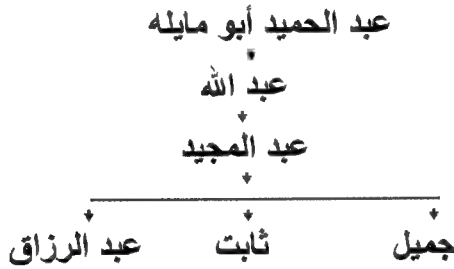 عبد الحميد أبو مايله
عبد الله
عبد المجيد
جميل ثابت عبد الرزاق